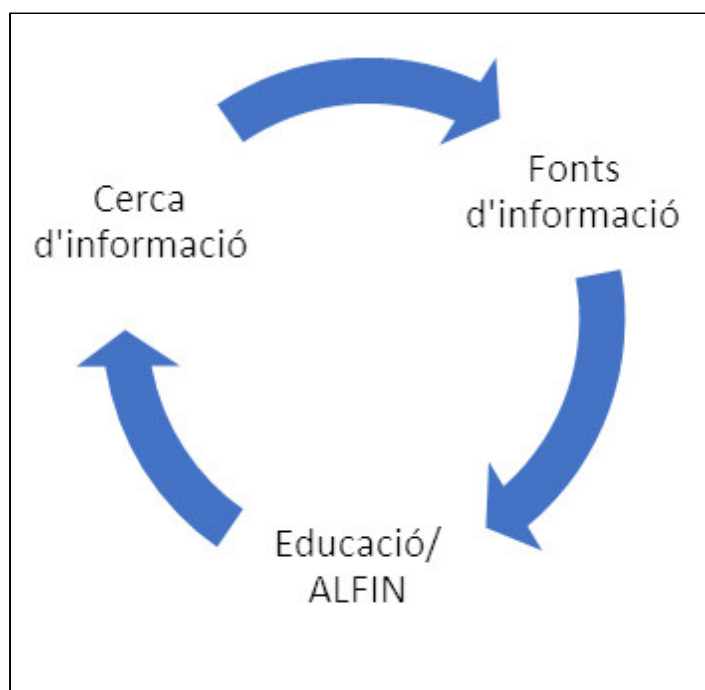 Cerca
d'informació
Fonts
d'informació
Educació/
ALFIN